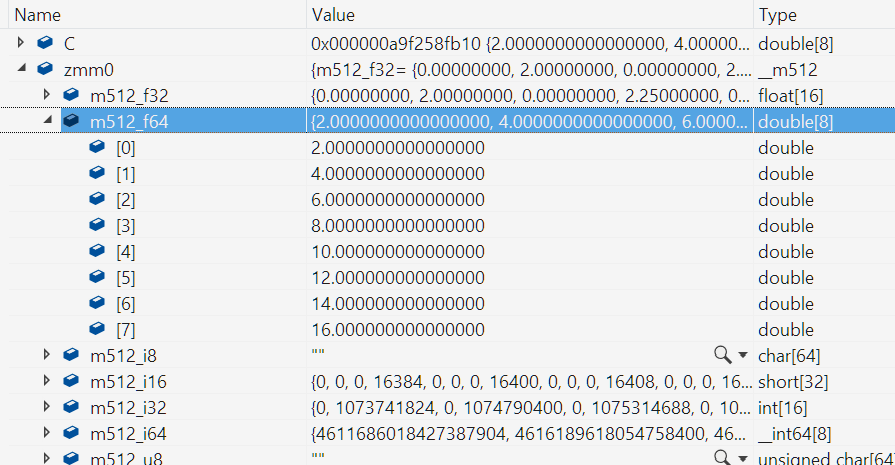 Name Value Type
C 0x000000a9f258fb10 {2.0000000000000000, 4.00000... double[8]
zmm0 {m512_f32= {0.00000000, 2.00000000, 0.00000000, 2.... __m512
m512_f32 {0.00000000, 2.00000000, 0.00000000, 2.25000000, 0... float[16]
m512_f64 {2.0000000000000000, 4.0000000000000000, 6.0000... double[8]
[0] 2.0000000000000000 double
[1] 4.0000000000000000 double
[2] 6.0000000000000000 double
[3] 8.0000000000000000 double
[4] 10.000000000000000 double
[5] 12.000000000000000 double
[6] 14.000000000000000 double
[7] 16.000000000000000 double
m512_i8 "" char[64]
m512_i16 {0, 0, 0, 16384, 0, 0, 0, 16400, 0, 0, 0, 16408, 0, 0, 0, 16... short[32]
m512_i32 {0, 1073741824, 0, 1074790400, 0, 1075314688, 0, 10... int[16]
m512_i64 {4611686018427387904, 4616189618054758400, 46... __int64[8]
m512_u8 "" unsigned char[64]